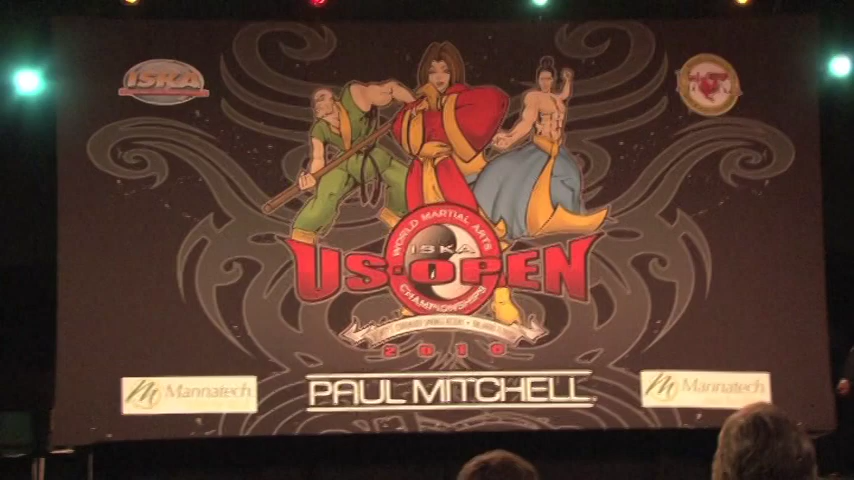 ISKA
WORLD MARTIAL ARTS
ISKA
US OPEN
CHAMPIONSHIPS
2010
Mannatech
PAUL MITCHELL
Mannatech